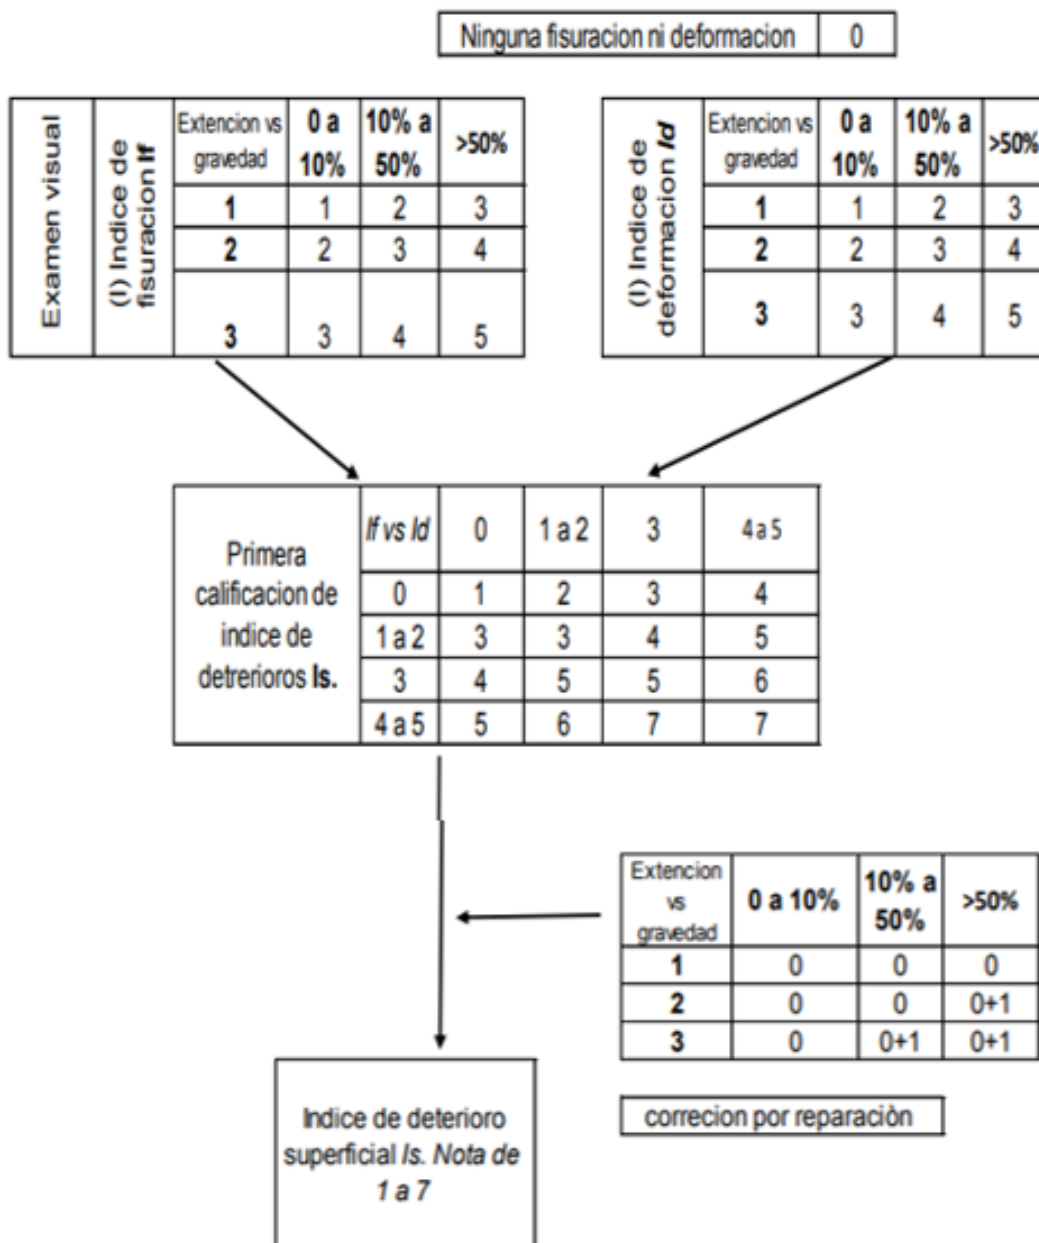 Ninguna fisuracion ni deformacion 0
Examen visual
(I) Indice de
fisuracion If
Extencion vs
gravedad
0 a
10%
10% a
50%
>50%
1 1 2 3
2 2 3 4
3 3 4 5
(I) Indice de
deformacion Id
Extencion vs
gravedad
0 a
10%
10% a
50%
>50%
1 1 2 3
2 2 3 4
3 3 4 5
Primera
calificacion de
indice de
detrerioros Is.
If vs Id 0 1 a 2 3 4 a 5
0 1 2 3 4
1 a 2 3 3 4 5
3 4 5 5 6
4 a 5 5 6 7 7
Extencion
vs
gravedad
0 a 10%
10% a
50%
>50%
1 0 0 0
2 0 0 0+1
3 0 0+1 0+1
correcion por reparaciòn
Indice de deterioro
superficial Is. Nota de
1 a 7